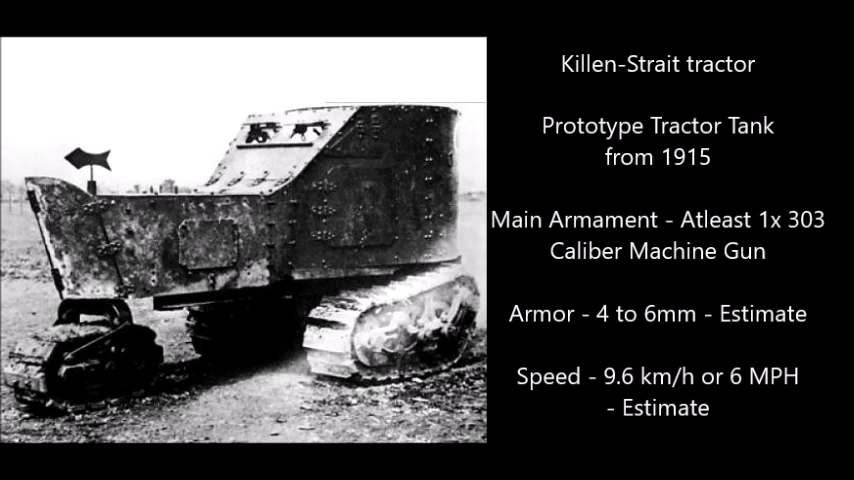 Killen-Strait tractor
Prototype Tractor Tank
from 1915
Main Armament - Atleast 1x 303
Caliber Machine Gun
Armor - 4 to 6mm - Estimate
Speed - 9.6 km/h or 6 MPH
- Estimate